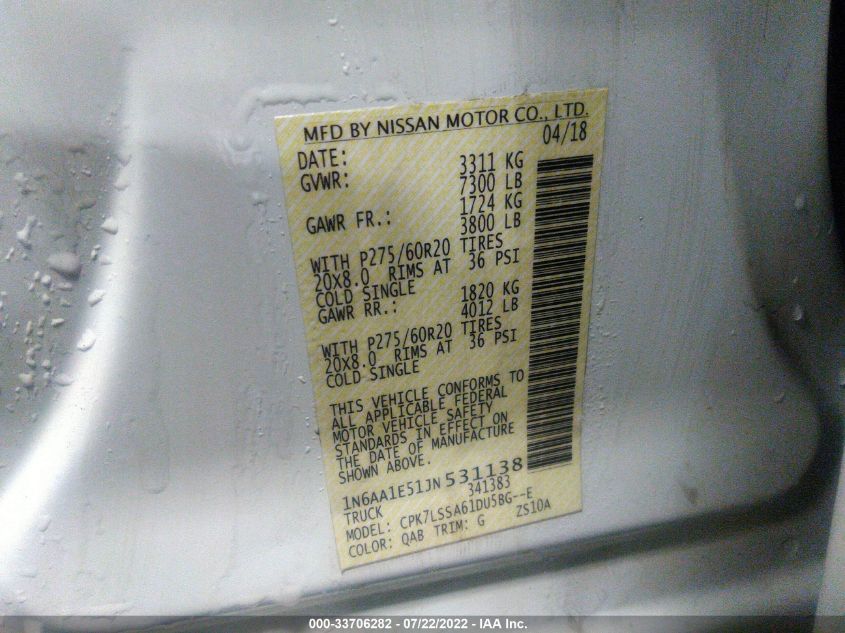 MFD BY NISSAN MOTOR CO., LTD.
DATE: 04/18
GVWR: 3311 KG
7300 LB
GAWR FR.: 1724 KG
3800 LB
WITH P275/60R20 TIRES
20X8.0 RIMS AT 36 PSI
COLD SINGLE
GAWR RR.: 1820 KG
4012 LB
WITH P275/60R20 TIRES
20X8.0 RIMS AT 36 PSI
COLD SINGLE
THIS VEHICLE CONFORMS TO
ALL APPLICABLE FEDERAL
MOTOR VEHICLE SAFETY
STANDARDS IN EFFECT ON
THE DATE OF MANUFACTURE
SHOWN ABOVE.
1N6AA1E51JN531138
TRUCK 341383
MODEL: CPK7LSSA61DU5BG--E
COLOR: QAB TRIM: G ZS10A
000-33706282 - 07/22/2022 - IAA Inc.